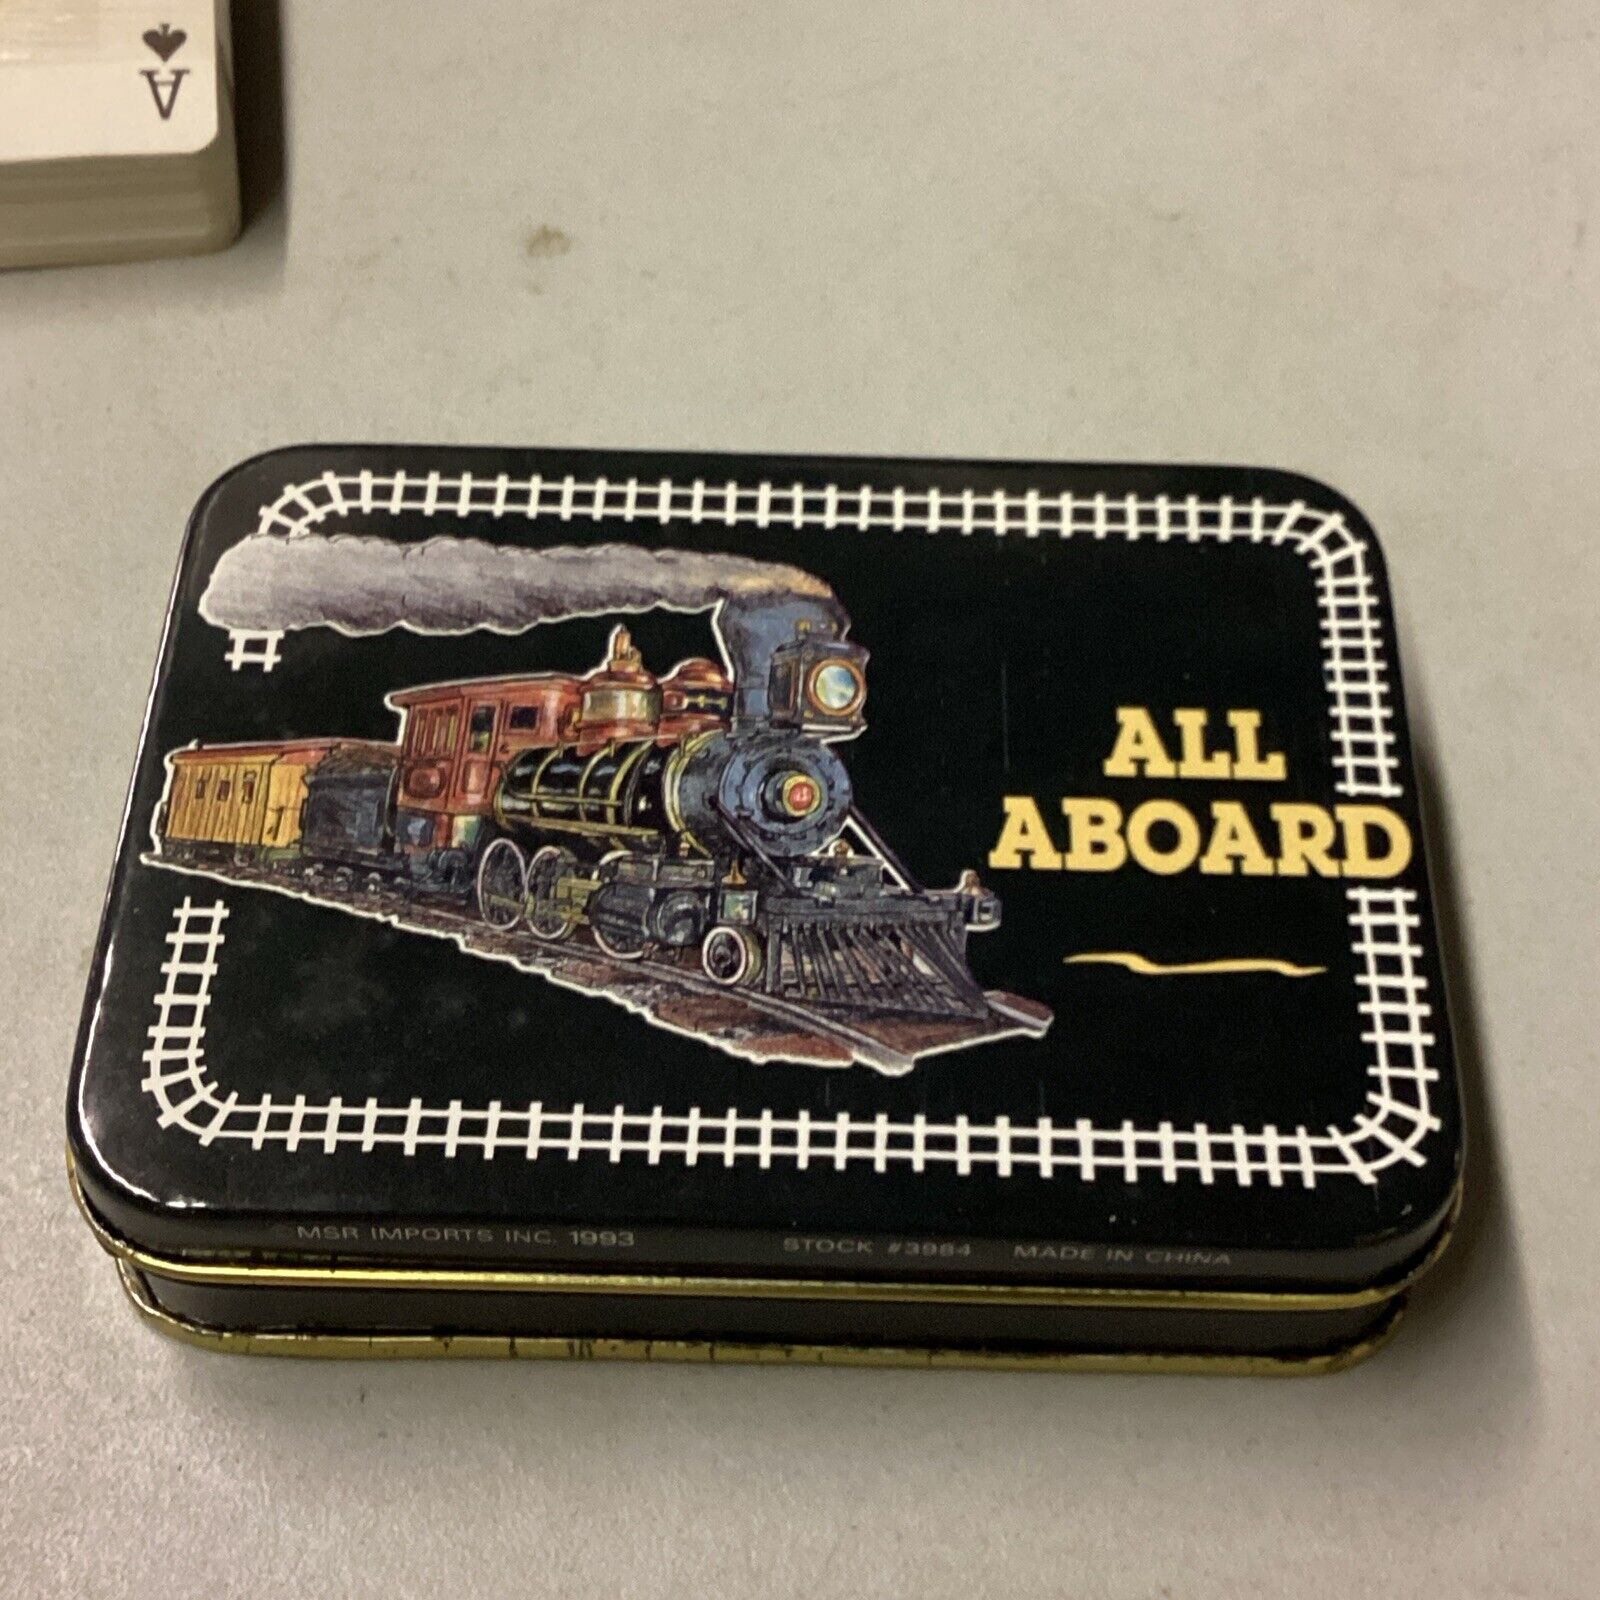 A
ALL
ABOARD
©MSR IMPORTS INC. 1993 STOCK #3984 MADE IN CHINA